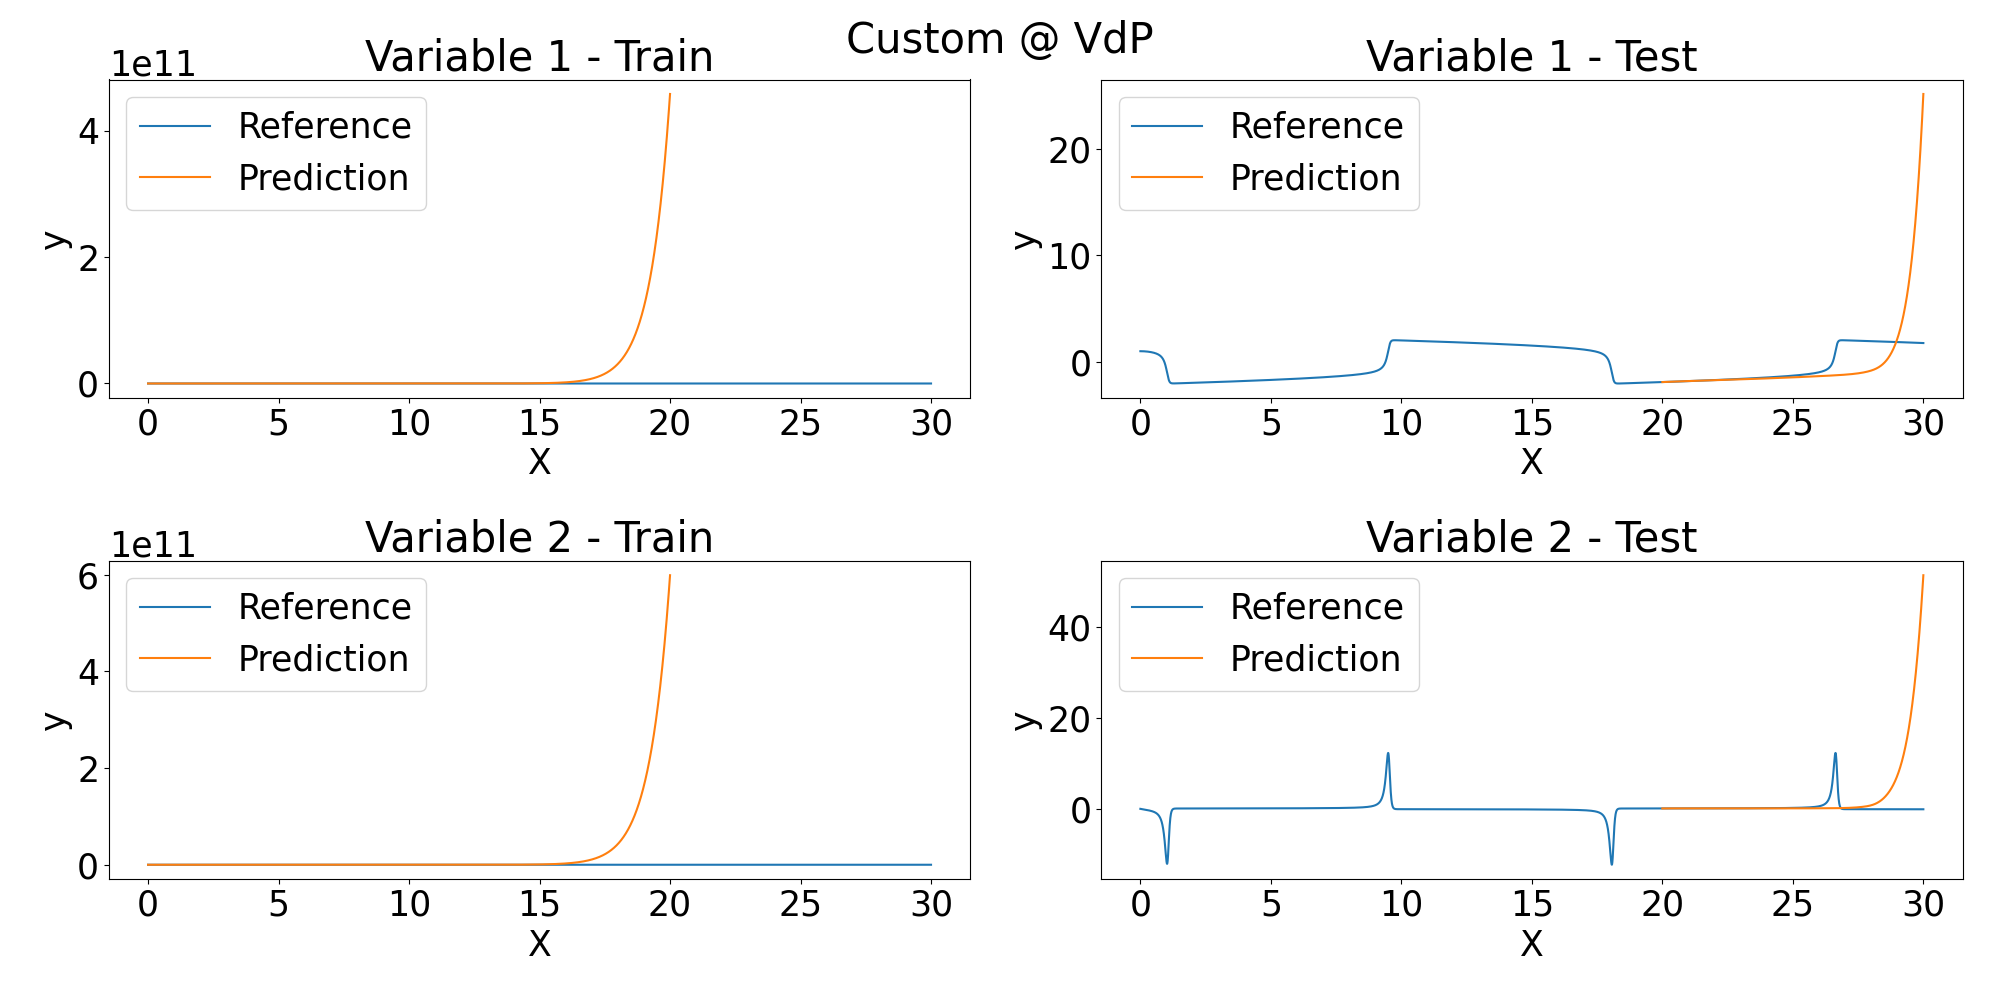 Custom @ VdP
Variable 1 - Train
1e11
Reference
Prediction
4
2
0
y
0 5 10 15 20 25 30
X
Variable 1 - Test
Reference
Prediction
20
10
0
y
0 5 10 15 20 25 30
X
Variable 2 - Train
1e11
Reference
Prediction
6
4
2
0
y
0 5 10 15 20 25 30
X
Variable 2 - Test
Reference
Prediction
40
20
0
y
0 5 10 15 20 25 30
X